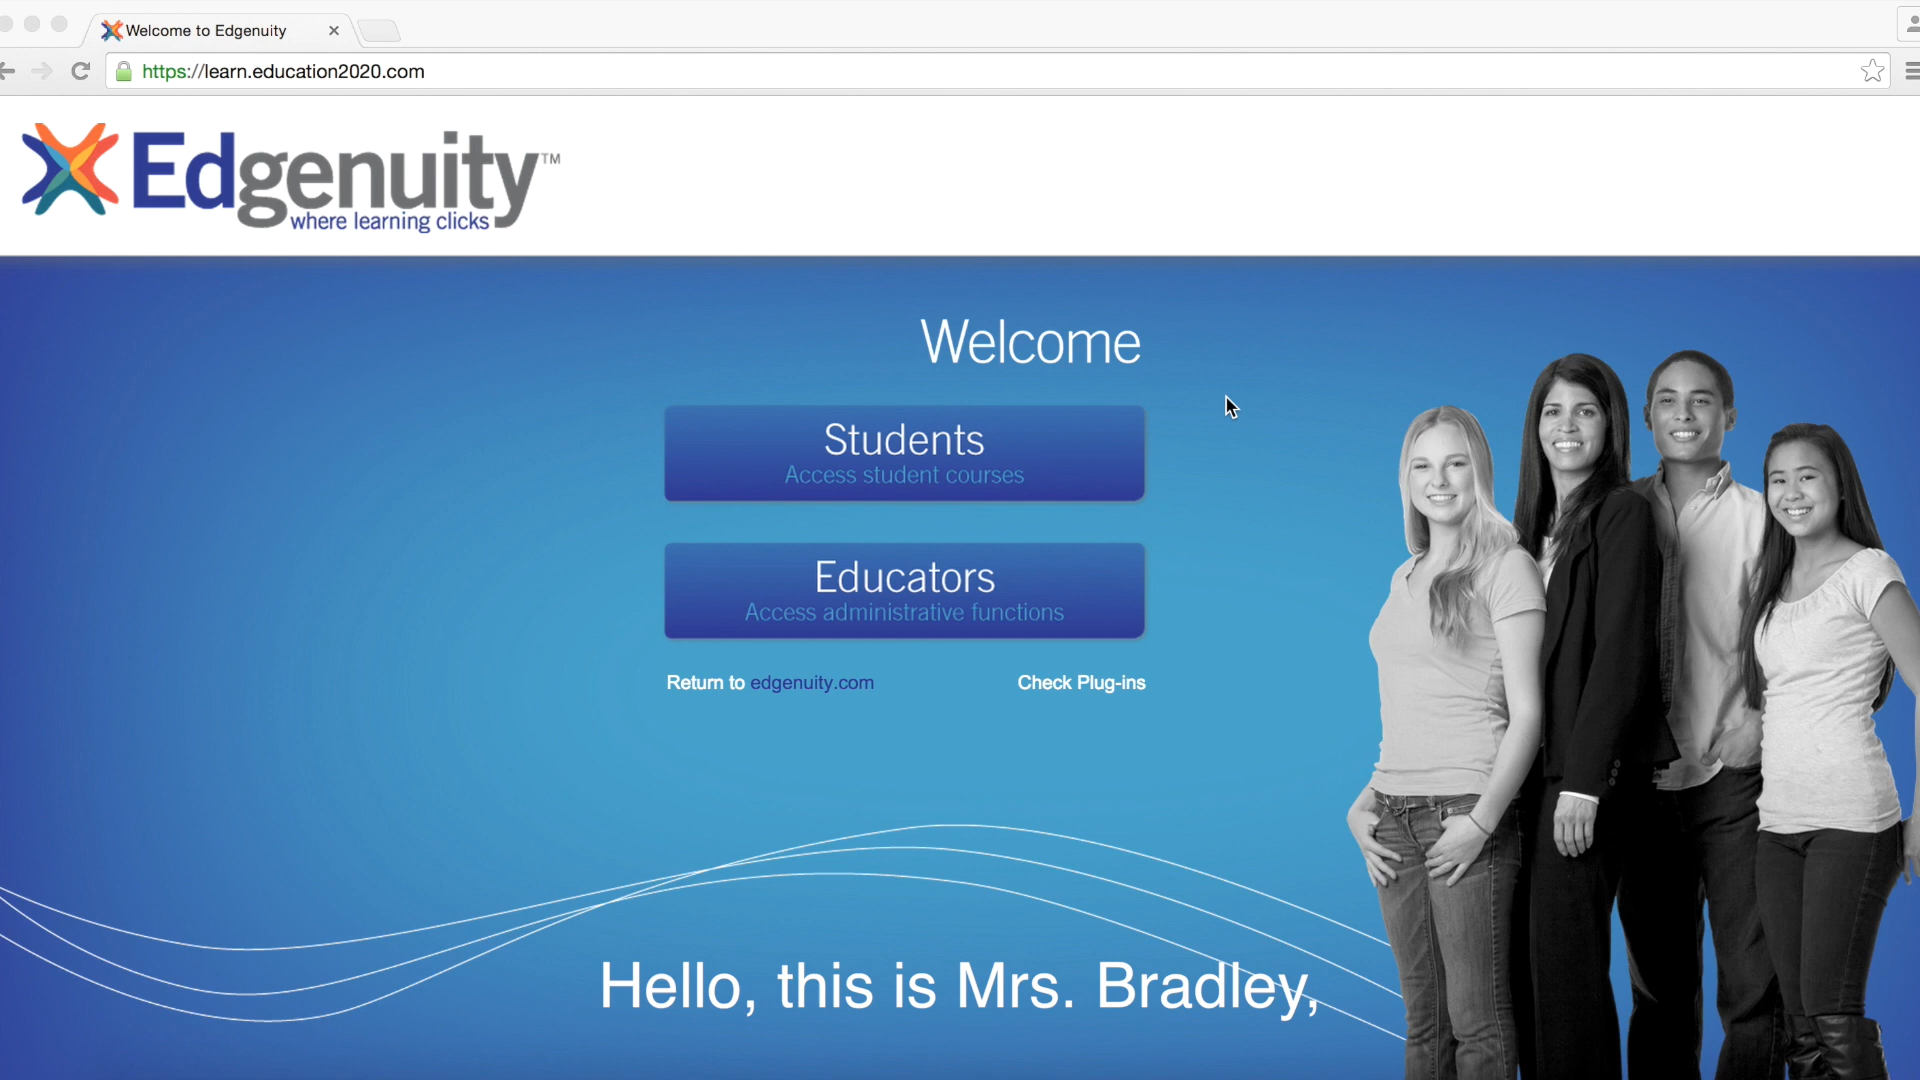 Welcome to Edgenuity
https://learn.education2020.com
Edgenuity™
where learning clicks
Welcome
Students
Access student courses
Educators
Access administrative functions
Return to edgenuity.com
Check Plug-ins
Hello, this is Mrs. Bradley,